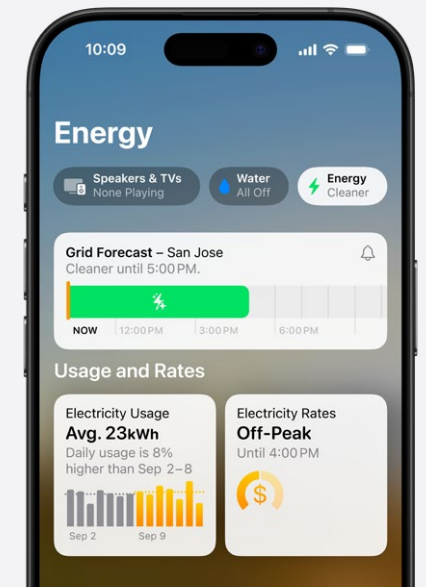 10:09
Energy
Speakers & TVs
None Playing
Water
All Off
Energy
Cleaner
Grid Forecast – San Jose
Cleaner until 5:00 PM.
NOW
12:00 PM
3:00 PM
6:00 PM
Usage and Rates
Electricity Usage
Avg. 23kWh
Daily usage is 8%
higher than Sep 2–8
Sep 2
Sep 9
Electricity Rates
Off-Peak
Until 4:00 PM
$